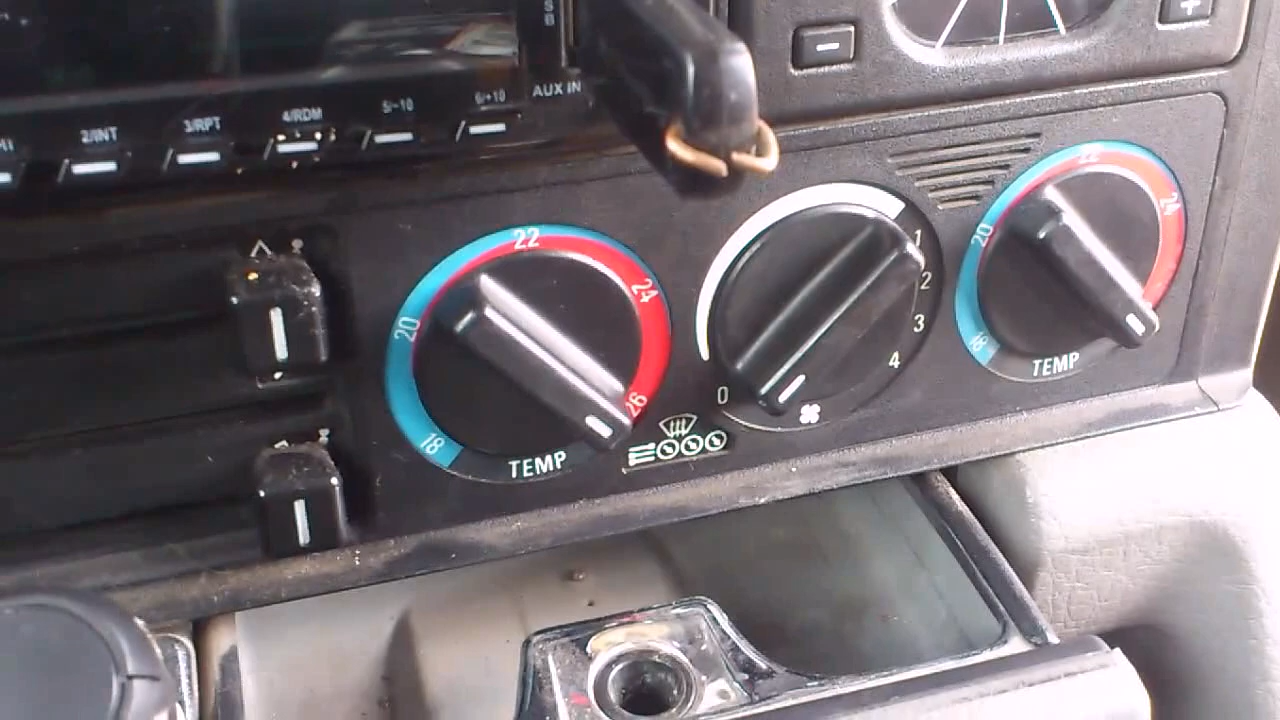 SB
AUX IN
2/INT
3/RPT
4/RDM
5/-10
6/+10
18
20
22
24
26
TEMP
0
1
2
3
4
18
20
22
24
TEMP